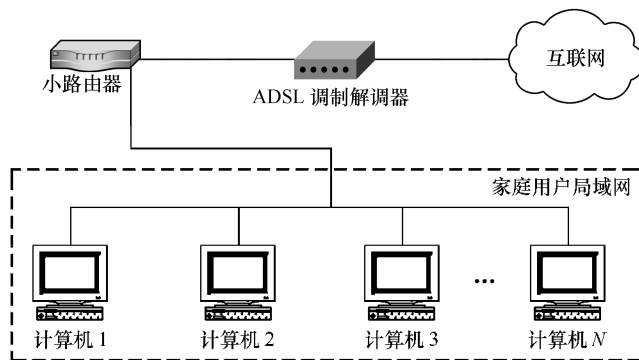 互联网
小路由器
ADSL 调制解调器
家庭用户局域网
...
计算机 1
计算机 2
计算机 3
计算机 N